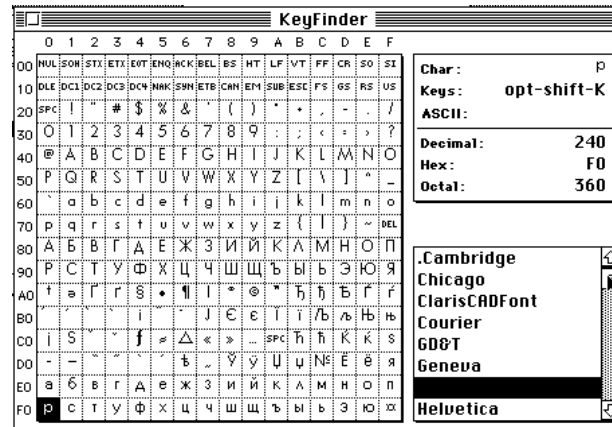 KeyFinder
0 1 2 3 4 5 6 7 8 9 A B C D E F
00 NUL SOH STX ETX EOT ENQ ACK BEL BS HT LF VT FF CR SO SI
10 DLE DC1 DC2 DC3 DC4 NAK SYN ETB CAN EM SUB ESC FS GS RS US
20 SPC ! " # $ % & ' ( ) * + , - . /
30 0 1 2 3 4 5 6 7 8 9 : ; < = > ?
40 @ A B C D E F G H I J K L M N O
50 P Q R S T U V W X Y Z [ \ ] ^ _
60 ` a b c d e f g h i j k l m n o
70 p q r s t u v w x y z { | } ~ DEL
80 А Б В Г Д Е Ж З И Й К Л М Н О П
90 Р С Т У Ф Х Ц Ч Ш Щ Ъ Ы Ь Э Ю Я
A0 † Ґ ґ § • ¶ І ® © ™ Ђ ђ Ѓ ѓ
B0 і Ј Є є Ї ї Љ љ Њ њ
C0 ј Ѕ ƒ « » … SPC Ћ ћ Ќ ќ ѕ
D0 – — „ Ў ў Џ џ № Ё ё я
E0 а б в г д е ж з и й к л м н о п
F0 р с т у ф х ц ч ш щ ъ ы ь э ю ¤
Char: р
Keys: opt-shift-K
ASCII:
Decimal: 240
Hex: F0
Octal: 360
.Cambridge
Chicago
ClarisCADFont
Courier
GD&T
Geneva
Helvetica